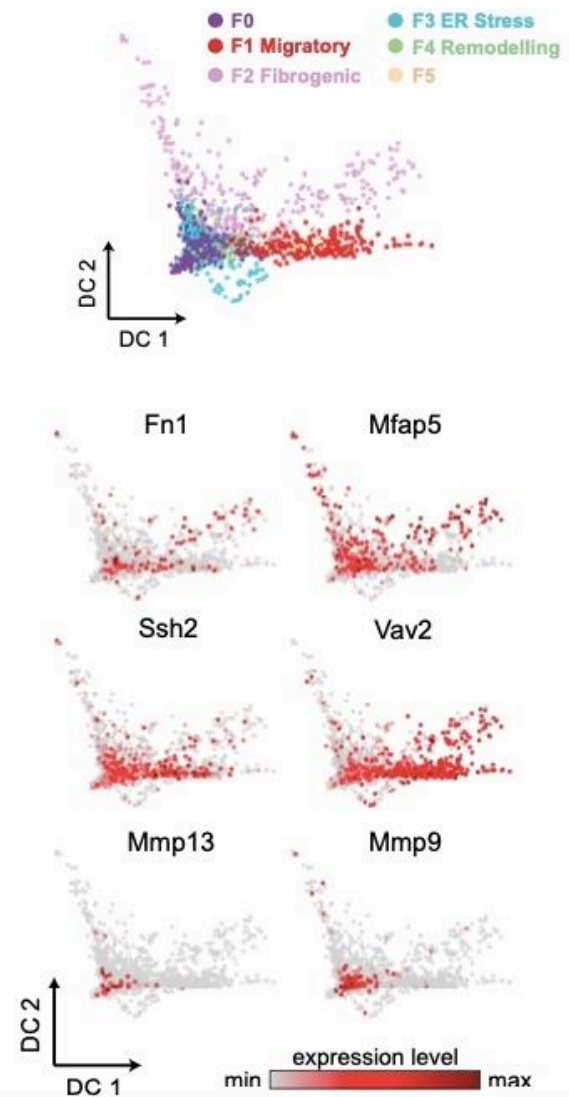 F0 F3 ER Stress
F1 Migratory F4 Remodelling
F2 Fibrogenic F5
DC 2
DC 1
Fn1 Mfap5
Ssh2 Vav2
Mmp13 Mmp9
DC 2
DC 1
expression level
min max